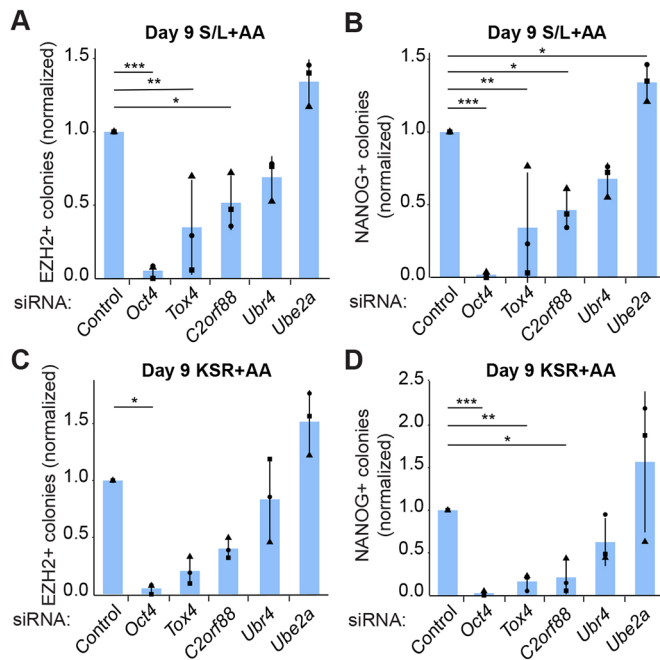 A
Day 9 S/L+AA
EZH2+ colonies (normalized)
1.5
1.0
0.5
0.0
***
**
*
siRNA:
Control
Oct4
Tox4
C2orf88
Ubr4
Ube2a
B
Day 9 S/L+AA
NANOG+ colonies
(normalized)
1.5
1.0
0.5
0.0
*
*
**
***
siRNA:
Control
Oct4
Tox4
C2orf88
Ubr4
Ube2a
C
Day 9 KSR+AA
EZH2+ colonies (normalized)
1.5
1.0
0.5
0.0
*
siRNA:
Control
Oct4
Tox4
C2orf88
Ubr4
Ube2a
D
Day 9 KSR+AA
NANOG+ colonies
(normalized)
2.5
2.0
1.5
1.0
0.5
0.0
***
**
*
siRNA:
Control
Oct4
Tox4
C2orf88
Ubr4
Ube2a